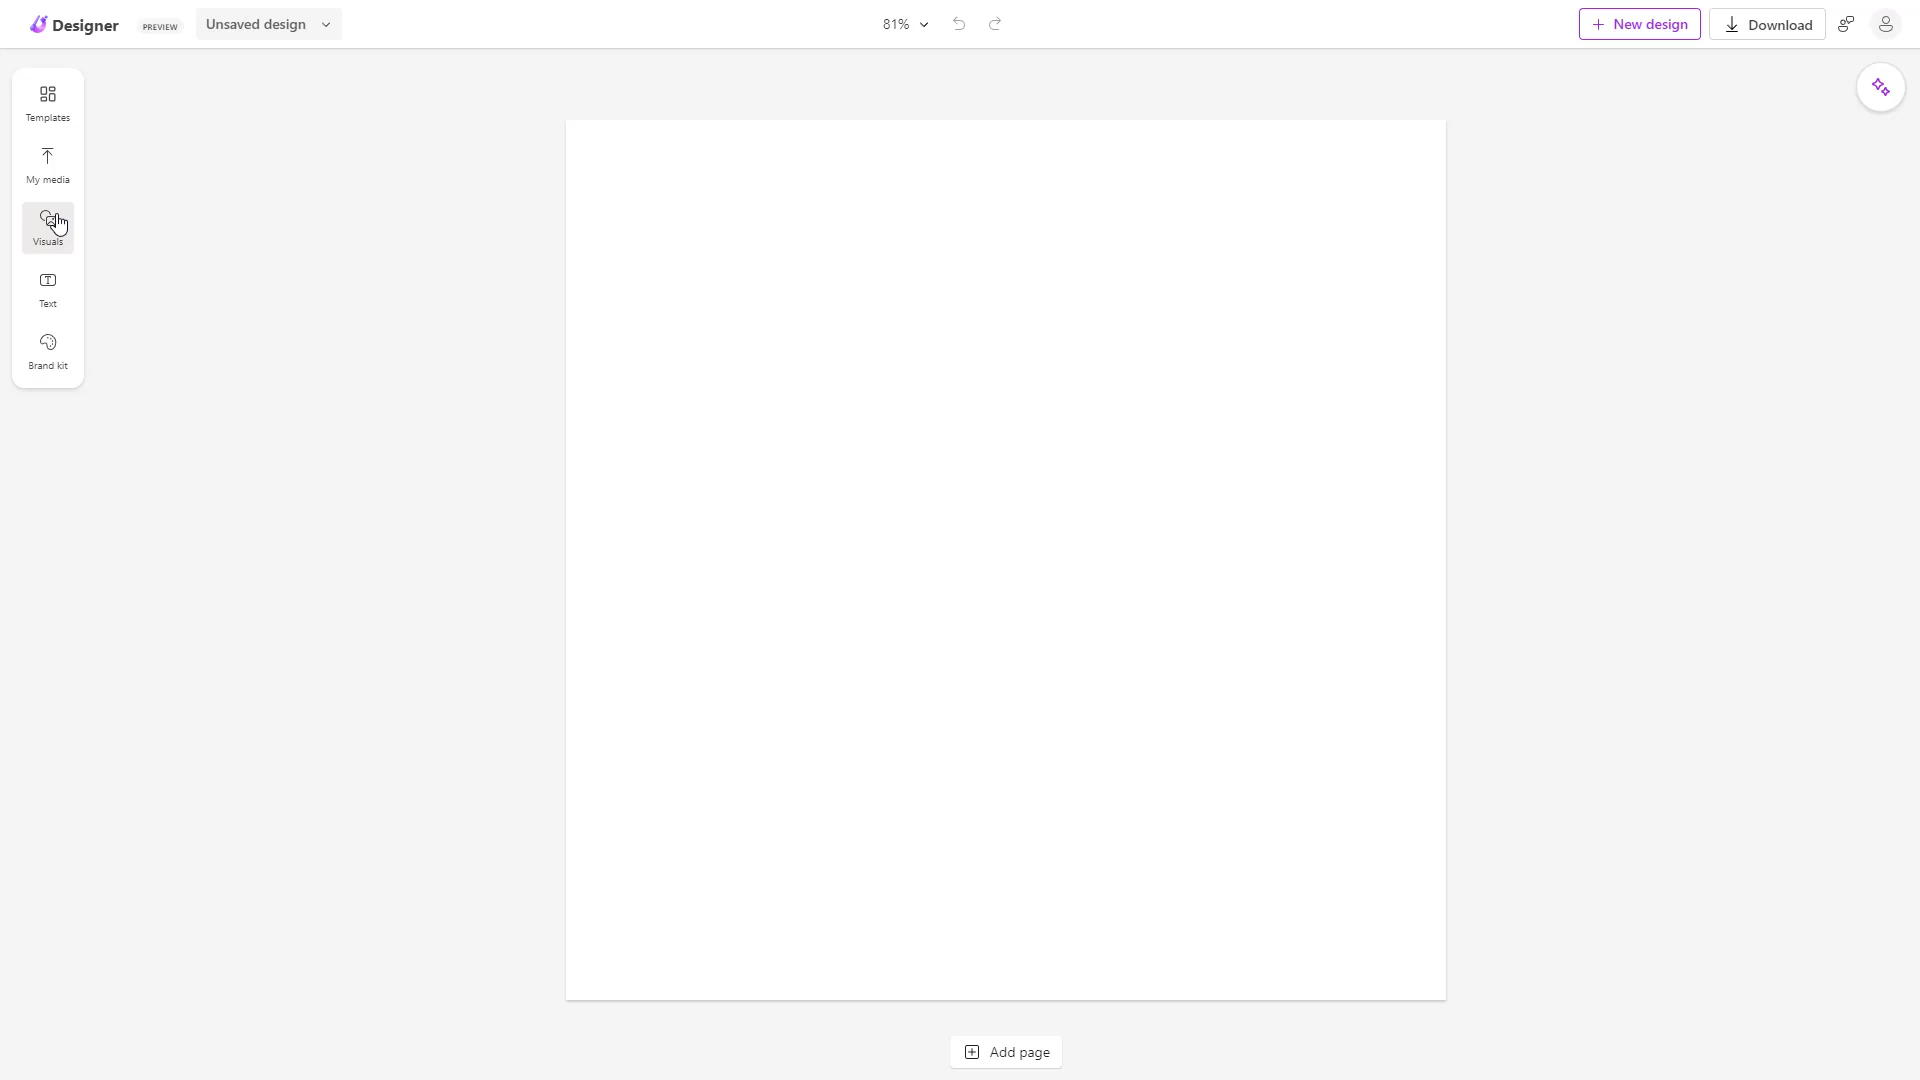 Designer
PREVIEW
Unsaved design
81%
New design
Download
Templates
My media
Visuals
Text
Brand kit
Add page